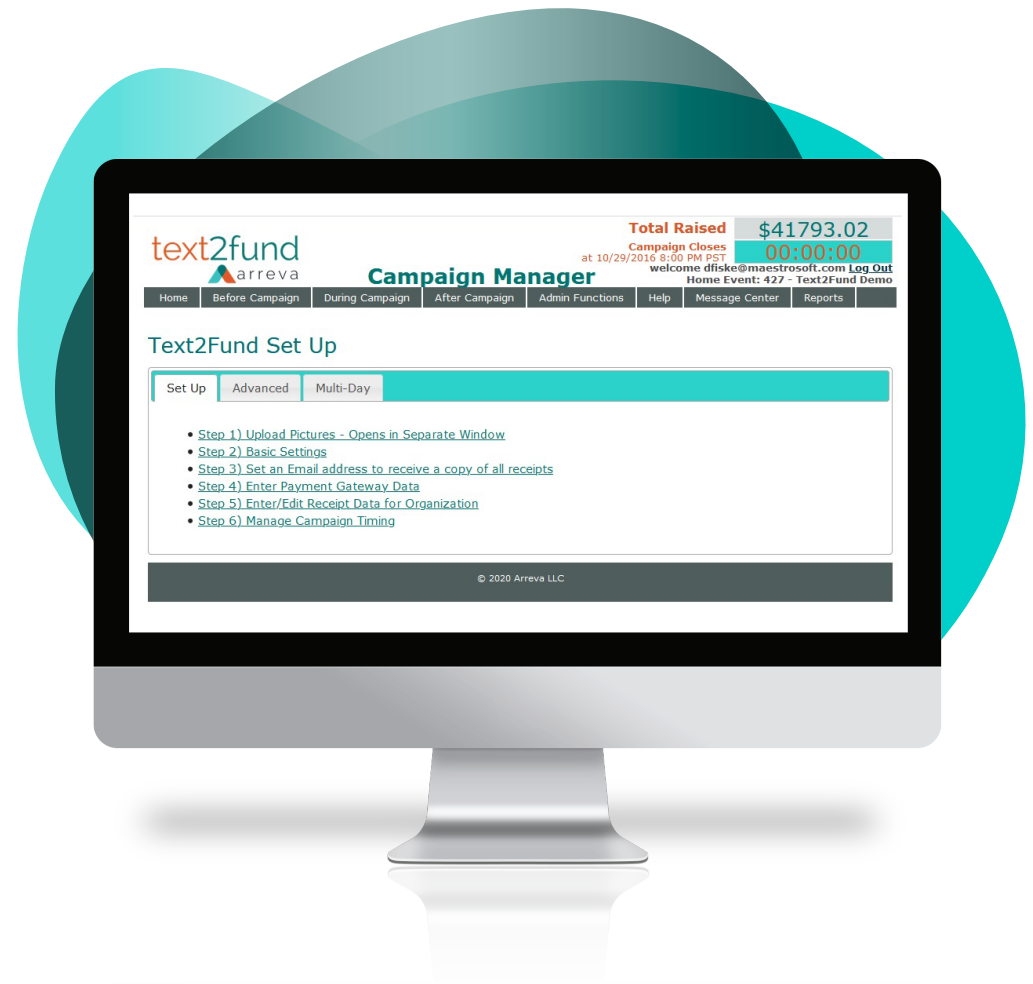 text2fund
arreva
Campaign Manager
Total Raised $41793.02
Campaign Closes
at 10/29/2016 8:00 PM PST 00:00:00
welcome dfiske@maestrosoft.com Log Out
Home Event: 427 - Text2Fund Demo
Home Before Campaign During Campaign After Campaign Admin Functions Help Message Center Reports
Text2Fund Set Up
Set Up Advanced Multi-Day
• Step 1) Upload Pictures - Opens in Separate Window
• Step 2) Basic Settings
• Step 3) Set an Email address to receive a copy of all receipts
• Step 4) Enter Payment Gateway Data
• Step 5) Enter/Edit Receipt Data for Organization
• Step 6) Manage Campaign Timing
© 2020 Arreva LLC